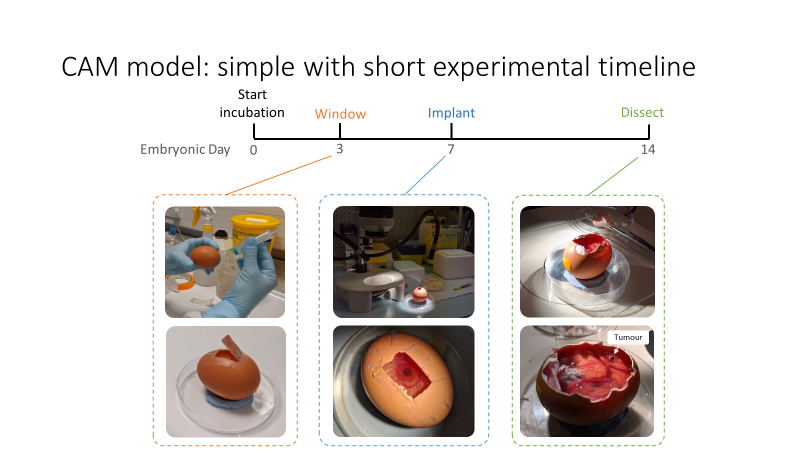 CAM model: simple with short experimental timeline
Start
incubation
Window
Implant
Dissect
Embryonic Day
0
3
7
14
Tumour